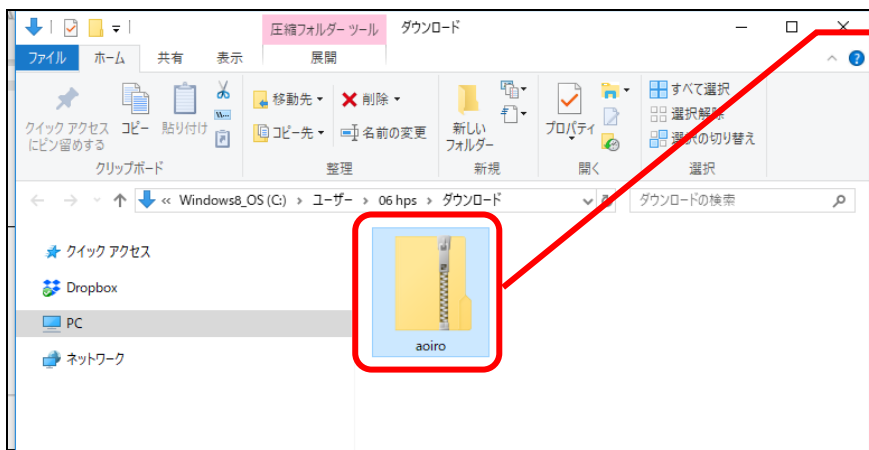 圧縮フォルダー ツール ダウンロード
ファイル ホーム 共有 表示 展開
クイック アクセス
にピン留めする
コピー 貼り付け
移動先 削除
コピー先 名前の変更
新しい
フォルダー
プロパティ
すべて選択
選択解除
選択の切り替え
クリップボード 整理 新規 開く 選択
« Windows8_OS (C:) › ユーザー › 06 hps › ダウンロード ダウンロードの検索
クイック アクセス
Dropbox
PC
ネットワーク
aoiro